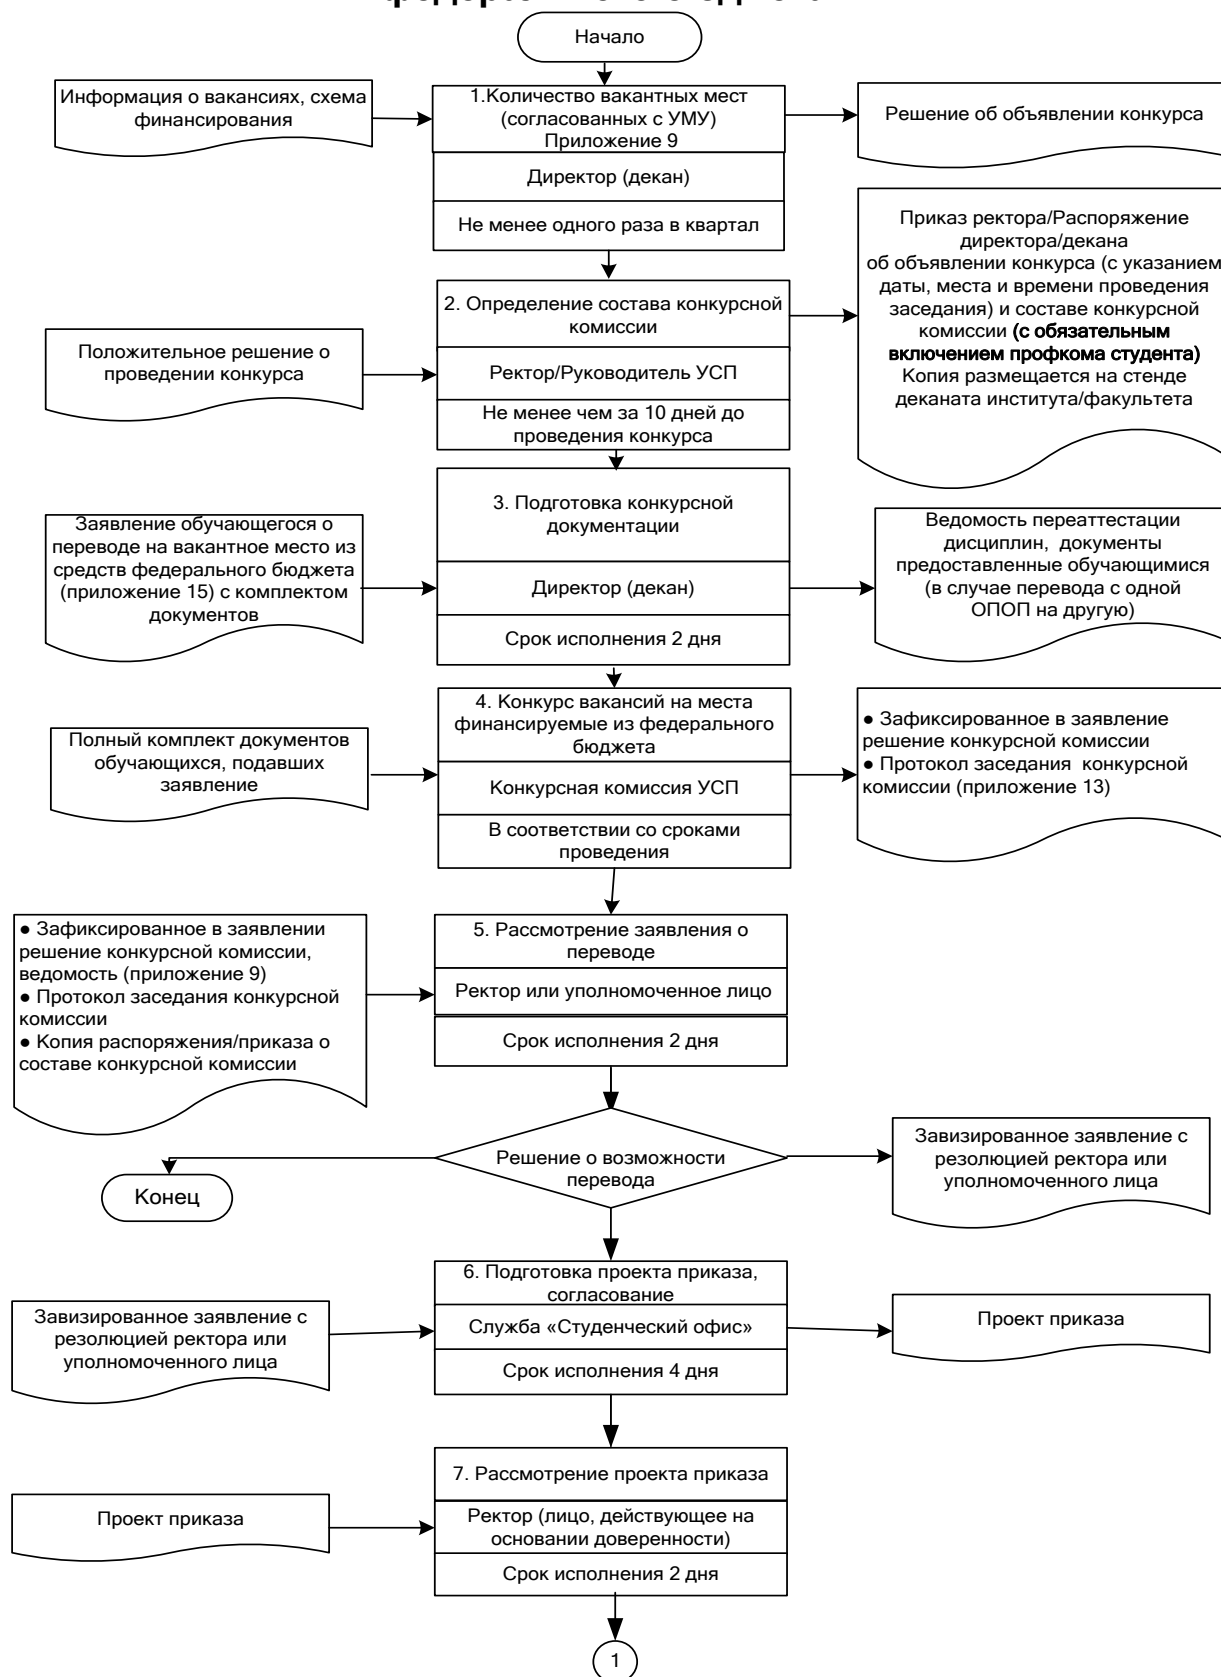 Начало
Информация о вакансиях, схема
финансирования
1.Количество вакантных мест
(согласованных с УМУ)
Приложение 9
Директор (декан)
Не менее одного раза в квартал
Решение об объявлении конкурса
Приказ ректора/Распоряжение
директора/декана
об объявлении конкурса (с указанием
даты, места и времени проведения
заседания) и составе конкурсной
комиссии (с обязательным
включением профкома студента)
Копия размещается на стенде
деканата института/факультета
2. Определение состава конкурсной
комиссии
Ректор/Руководитель УСП
Не менее чем за 10 дней до
проведения конкурса
Положительное решение о
проведении конкурса
3. Подготовка конкурсной
документации
Директор (декан)
Срок исполнения 2 дня
Заявление обучающегося о
переводе на вакантное место из
средств федерального бюджета
(приложение 15) с комплектом
документов
Ведомость переаттестации
дисциплин, документы
предоставленные обучающимися
(в случае перевода с одной
ОПОП на другую)
4. Конкурс вакансий на места
финансируемые из федерального
бюджета
Конкурсная комиссия УСП
В соответствии со сроками
проведения
Полный комплект документов
обучающихся, подавших
заявление
● Зафиксированное в заявление
решение конкурсной комиссии
● Протокол заседания конкурсной
комиссии (приложение 13)
● Зафиксированное в заявлении
решение конкурсной комиссии,
ведомость (приложение 9)
● Протокол заседания конкурсной
комиссии
● Копия распоряжения/приказа о
составе конкурсной комиссии
5. Рассмотрение заявления о
переводе
Ректор или уполномоченное лицо
Срок исполнения 2 дня
Решение о возможности
перевода
Конец
Завизированное заявление с
резолюцией ректора или
уполномоченного лица
6. Подготовка проекта приказа,
согласование
Служба «Студенческий офис»
Срок исполнения 4 дня
Завизированное заявление с
резолюцией ректора или
уполномоченного лица
Проект приказа
7. Рассмотрение проекта приказа
Ректор (лицо, действующее на
основании доверенности)
Срок исполнения 2 дня
Проект приказа
1